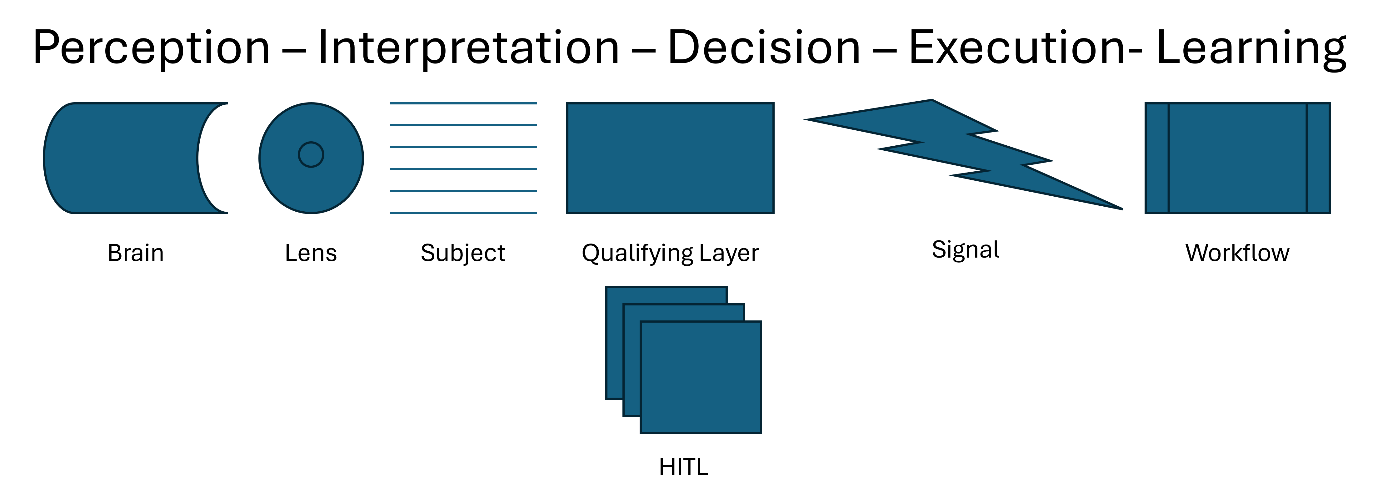 Perception – Interpretation – Decision – Execution- Learning
Brain
Lens
Subject
Qualifying Layer
Signal
Workflow
HITL